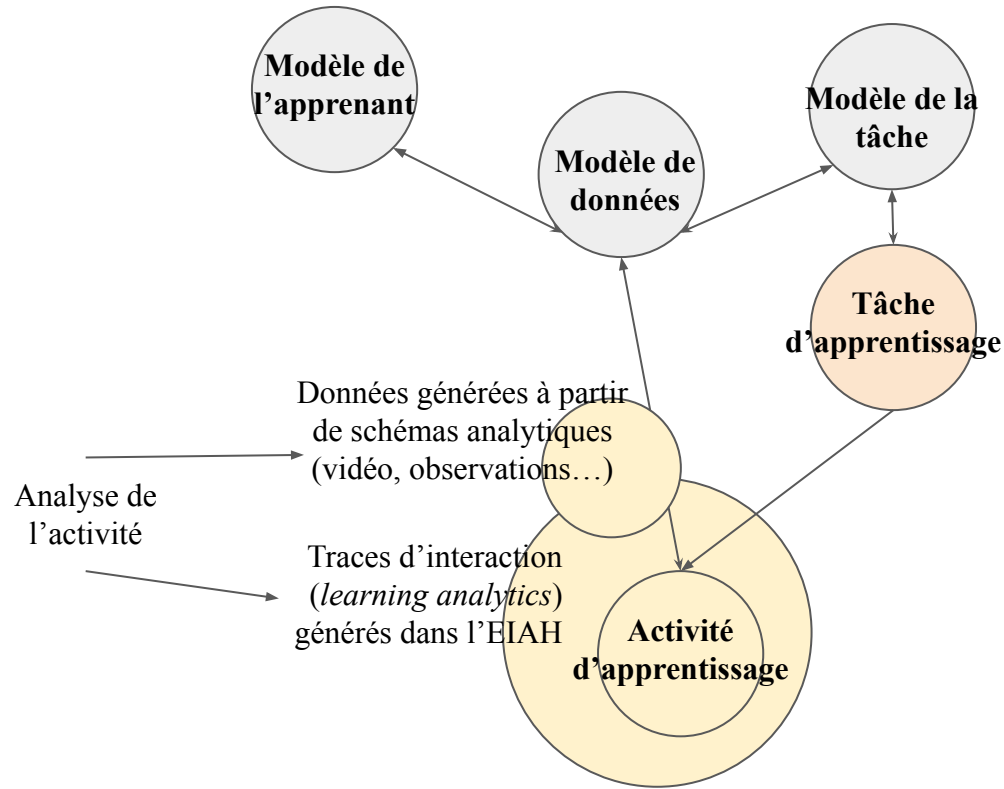 Modèle de
l’apprenant
Modèle de
données
Modèle de la
tâche
Tâche
d’apprentissage
Données générées à partir
de schémas analytiques
(vidéo, observations…)
Analyse de
l’activité
Traces d’interaction
(learning analytics)
générés dans l’EIAH
Activité
d’apprentissage